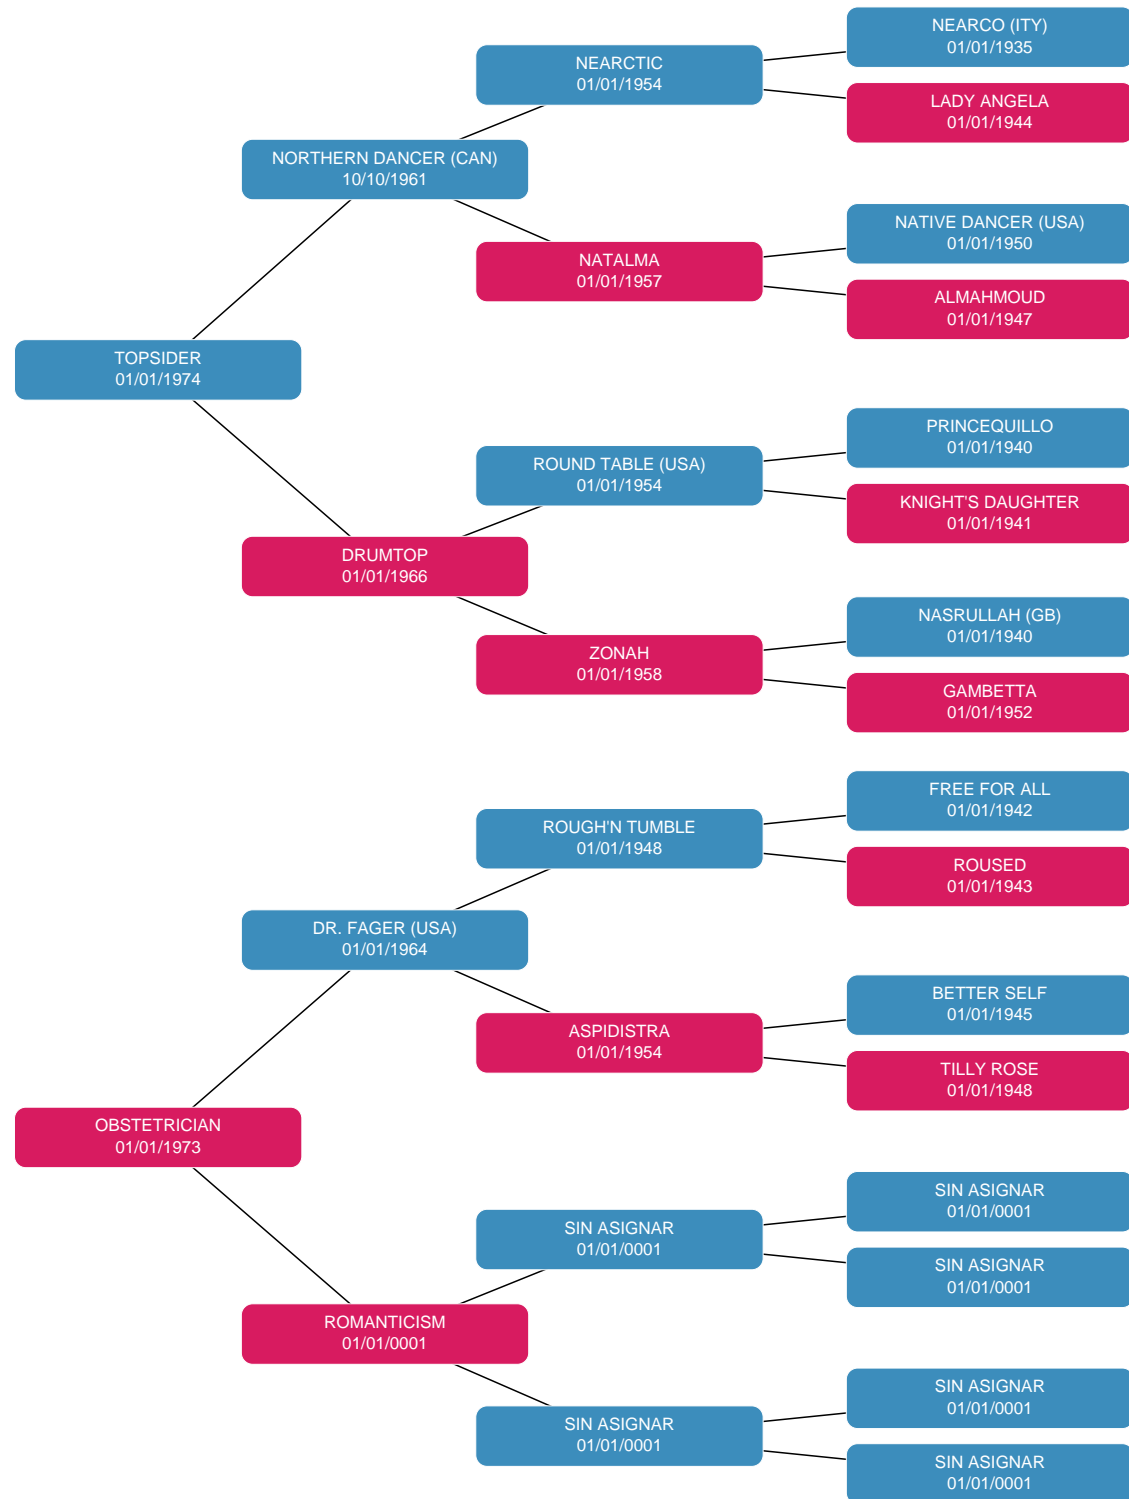 NEARCO (ITY)
01/01/1935
NEARCTIC
01/01/1954
LADY ANGELA
01/01/1944
NORTHERN DANCER (CAN)
10/10/1961
NATIVE DANCER (USA)
01/01/1950
NATALMA
01/01/1957
ALMAHMOUD
01/01/1947
TOPSIDER
01/01/1974
PRINCEQUILLO
01/01/1940
ROUND TABLE (USA)
01/01/1954
KNIGHT'S DAUGHTER
01/01/1941
DRUMTOP
01/01/1966
NASRULLAH (GB)
01/01/1940
ZONAH
01/01/1958
GAMBETTA
01/01/1952
FREE FOR ALL
01/01/1942
ROUGH'N TUMBLE
01/01/1948
ROUSED
01/01/1943
DR. FAGER (USA)
01/01/1964
BETTER SELF
01/01/1945
ASPIDISTRA
01/01/1954
TILLY ROSE
01/01/1948
OBSTETRICIAN
01/01/1973
SIN ASIGNAR
01/01/0001
SIN ASIGNAR
01/01/0001
SIN ASIGNAR
01/01/0001
ROMANTICISM
01/01/0001
SIN ASIGNAR
01/01/0001
SIN ASIGNAR
01/01/0001
SIN ASIGNAR
01/01/0001